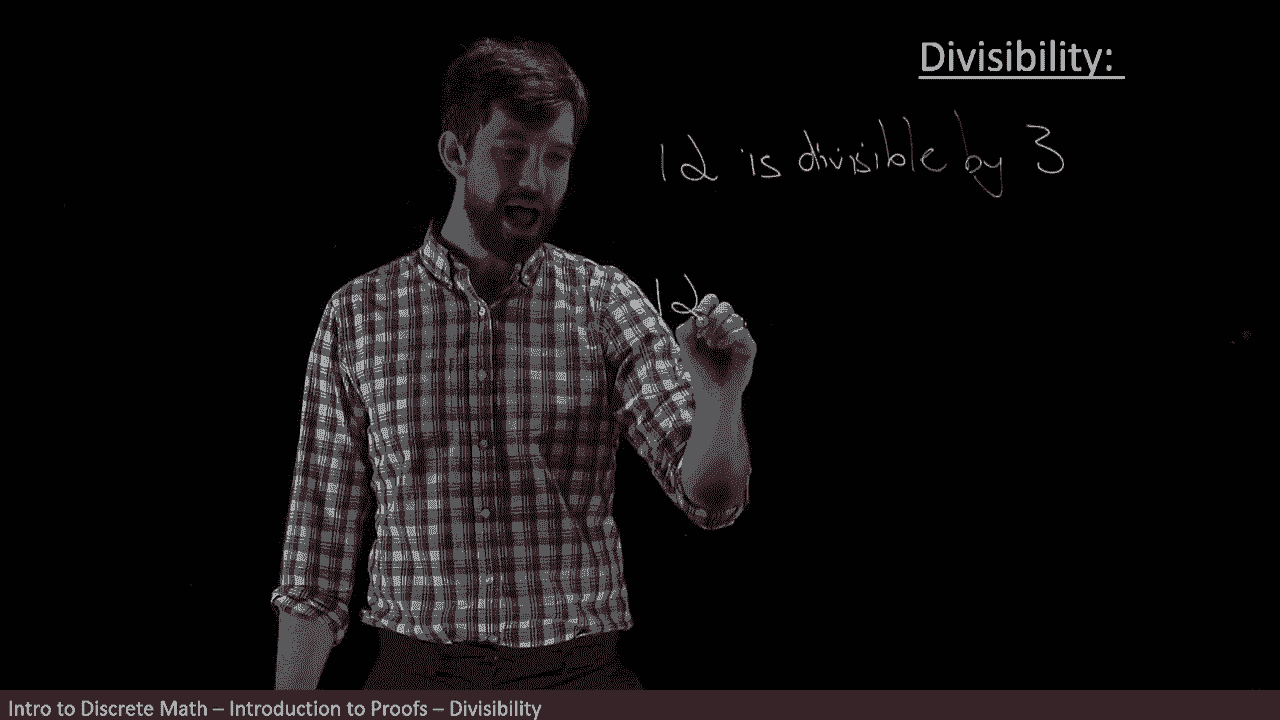 Divisibility:
12 is divisible by 3
12
Intro to Discrete Math – Introduction to Proofs – Divisibility